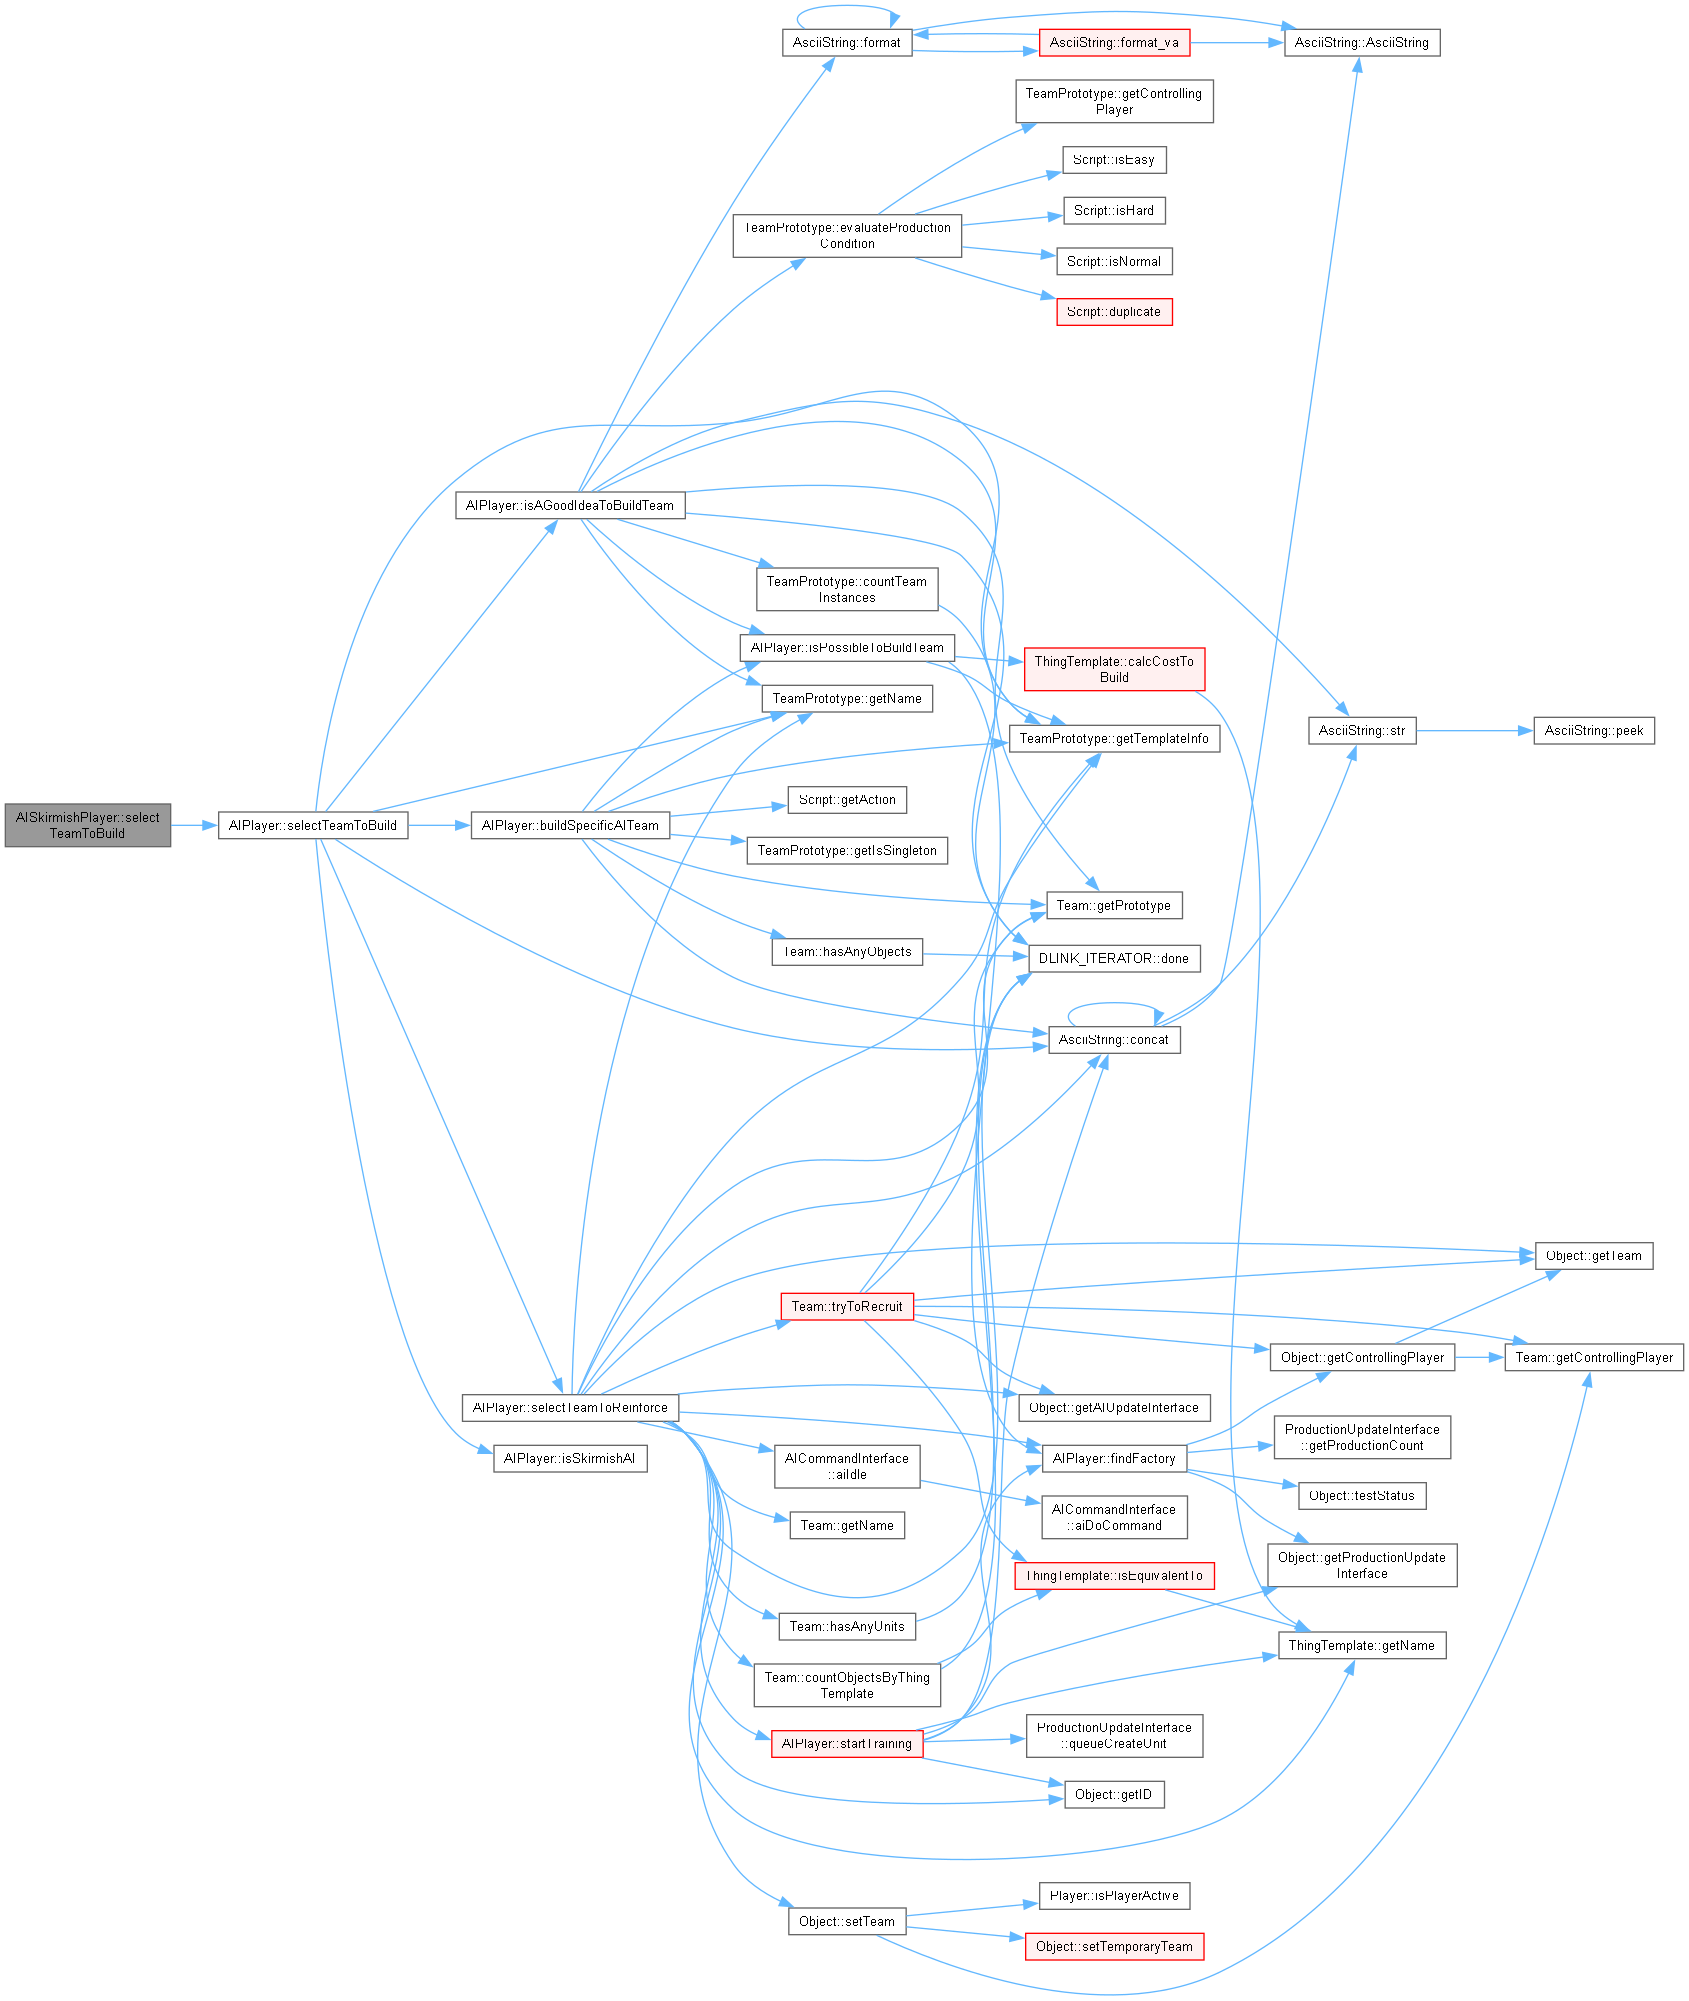 AsciiString::format
AsciiString::format_va
AsciiString::AsciiString
TeamPrototype::getControlling
Player
Script::isEasy
Script::isHard
TeamPrototype::evaluateProduction
Condition
Script::isNormal
Script::duplicate
AIPlayer::isAGoodIdeaToBuildTeam
TeamPrototype::countTeam
Instances
AIPlayer::isPossibleToBuildTeam
ThingTemplate::calcCostTo
Build
TeamPrototype::getName
TeamPrototype::getTemplateInfo
AsciiString::str
AsciiString::peek
AISkirmishPlayer::select
TeamToBuild
AIPlayer::selectTeamToBuild
AIPlayer::buildSpecificAITeam
Script::getAction
TeamPrototype::getIsSingleton
Team::getPrototype
Team::hasAnyObjects
DLINK_ITERATOR::done
AsciiString::concat
Object::getTeam
Team::tryToRecruit
Object::getControllingPlayer
Team::getControllingPlayer
AIPlayer::selectTeamToReinforce
Object::getAIUpdateInterface
AIPlayer::isSkirmishAI
AICommandInterface
::aiIdle
AIPlayer::findFactory
ProductionUpdateInterface
::getProductionCount
Object::testStatus
Team::getName
AICommandInterface
::aiDoCommand
Object::getProductionUpdate
Interface
ThingTemplate::isEquivalentTo
Team::hasAnyUnits
ThingTemplate::getName
Team::countObjectsByThing
Template
AIPlayer::startTraining
ProductionUpdateInterface
::queueCreateUnit
Object::getID
Player::isPlayerActive
Object::setTeam
Object::setTemporaryTeam